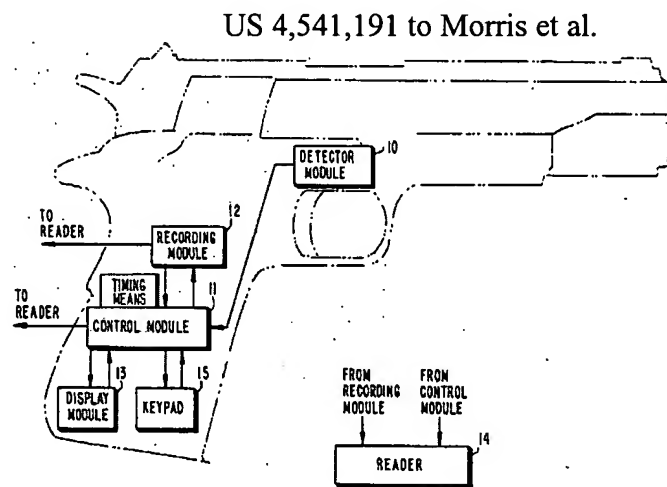 US 4,541,191 to Morris et al.
DETECTOR
MODULE
10
12
TO
READER
RECORDING
MODULE
TIMING
MEANS
11
TO
READER
CONTROL MODULE
13
DISPLAY
MODULE
15
KEYPAD
FROM
RECORDING
MODULE
FROM
CONTROL
MODULE
14
READER